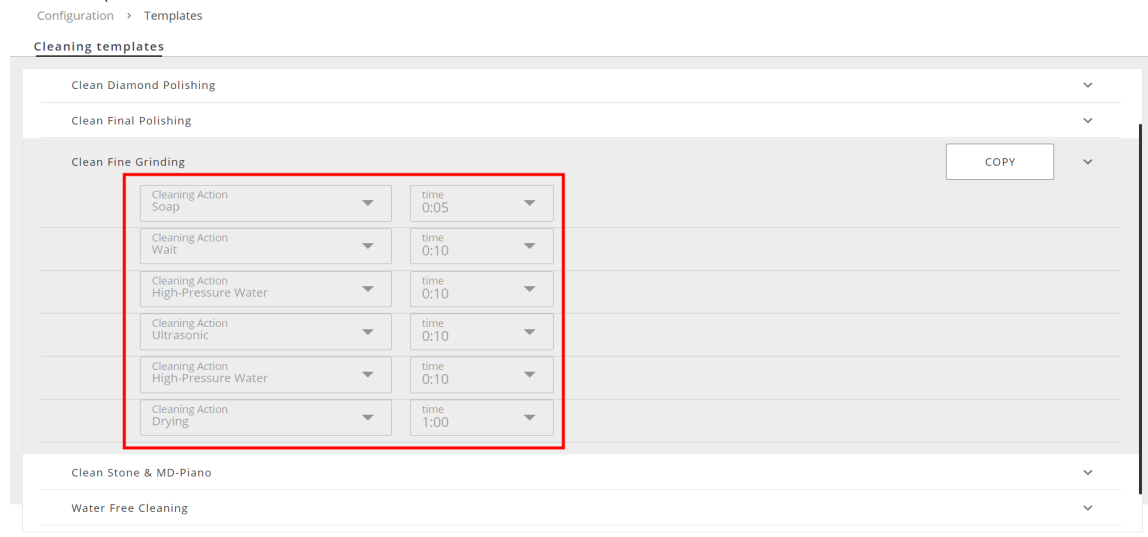 Configuration > Templates
Cleaning templates
Clean Diamond Polishing
Clean Final Polishing
Clean Fine Grinding COPY
Cleaning Action time
Soap 0:05
Cleaning Action time
Wait 0:10
Cleaning Action time
High-Pressure Water 0:10
Cleaning Action time
Ultrasonic 0:10
Cleaning Action time
High-Pressure Water 0:10
Cleaning Action time
Drying 1:00
Clean Stone & MD-Piano
Water Free Cleaning